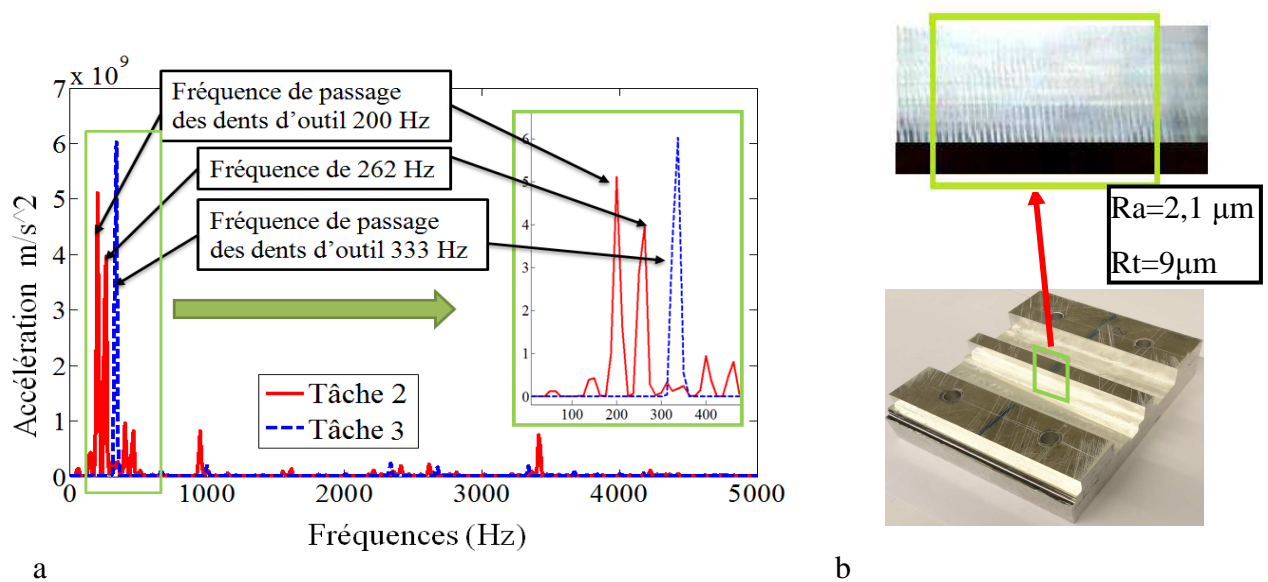 x 10^9
7
6
5
4
3
2
1
0
Accélération m/s^2
0
1000
2000
3000
4000
5000
Fréquences (Hz)
Fréquence de passage
des dents d’outil 200 Hz
Fréquence de 262 Hz
Fréquence de passage
des dents d’outil 333 Hz
Tâche 2
Tâche 3
6
5
4
3
2
1
0
100
200
300
400
Ra=2,1 μm
Rt=9μm
a
b